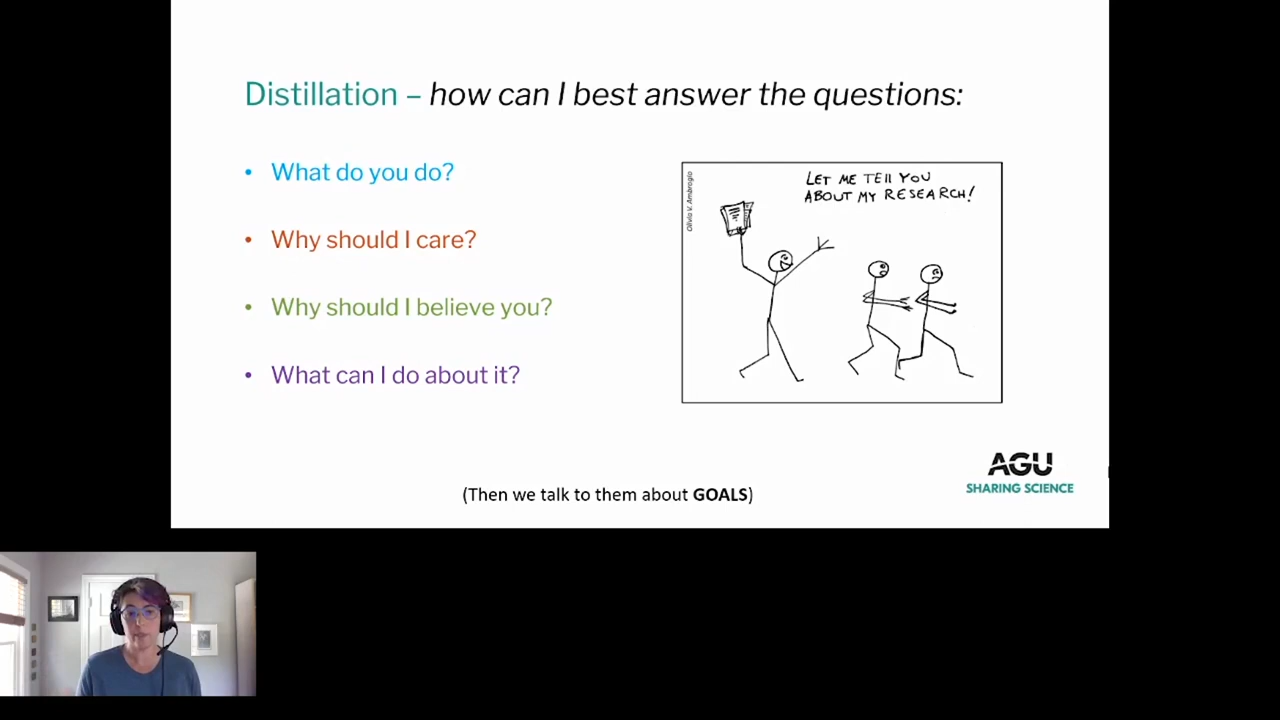 Distillation – how can I best answer the questions:
• What do you do?
• Why should I care?
• Why should I believe you?
• What can I do about it?
Olivia V. Ambrogio
LET ME TELL YOU
ABOUT MY RESEARCH!
(Then we talk to them about GOALS)
AGU
SHARING SCIENCE